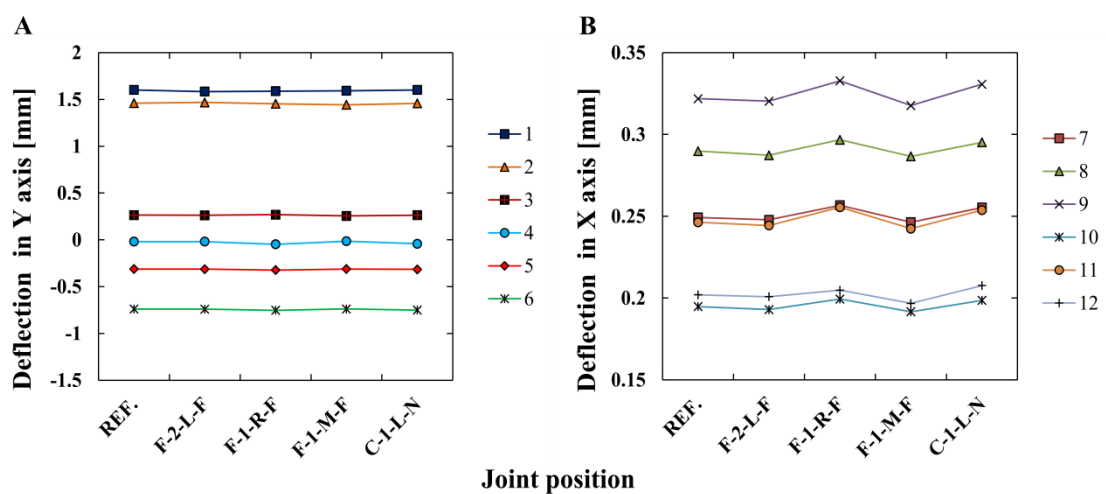 A
Deflection in Y axis [mm]
2
1.5
1
0.5
0
-0.5
-1
-1.5
REF.
F-2-L-F
F-1-R-F
F-1-M-F
C-1-L-N
1
2
3
4
5
6
B
Deflection in X axis [mm]
0.35
0.3
0.25
0.2
0.15
REF.
F-2-L-F
F-1-R-F
F-1-M-F
C-1-L-N
7
8
9
10
11
12
Joint position